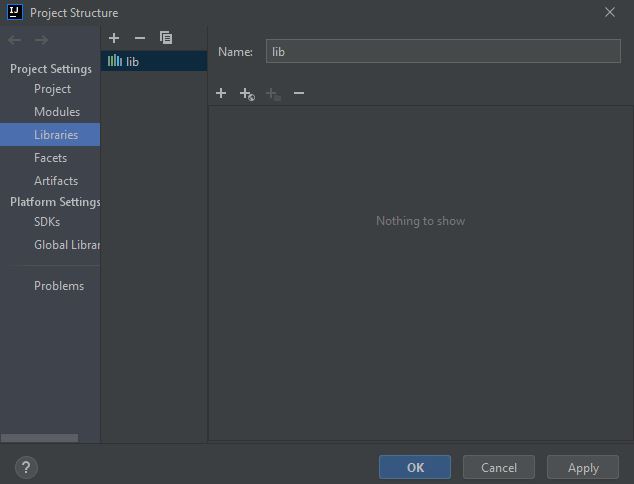 IJ Project Structure
Project Settings
Project
Modules
Libraries
Facets
Artifacts
Platform Settings
SDKs
Global Librar
Problems
lib
Name: lib
Nothing to show
?
OK Cancel Apply